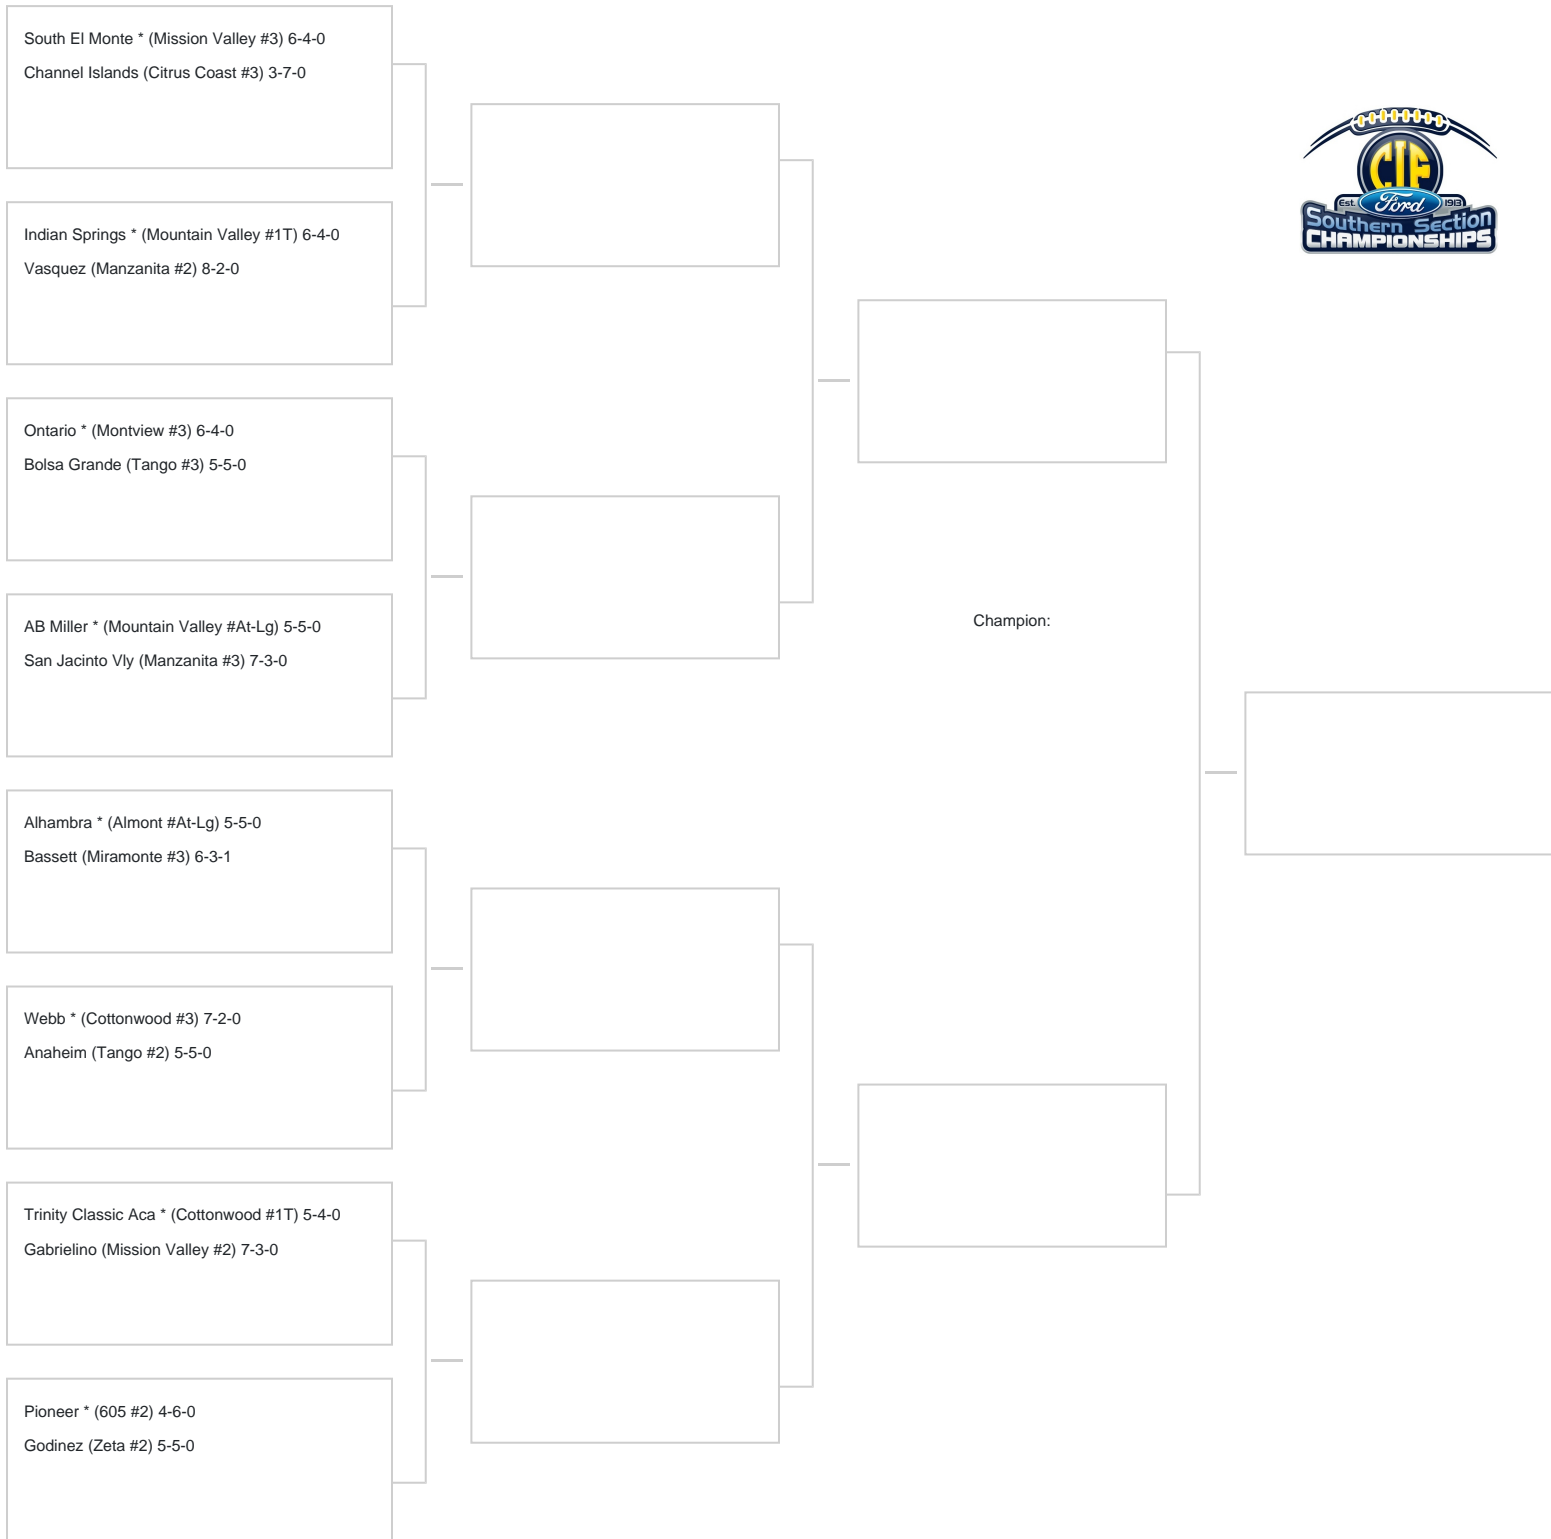 South El Monte * (Mission Valley #3) 6-4-0
Channel Islands (Citrus Coast #3) 3-7-0
Indian Springs * (Mountain Valley #1T) 6-4-0
Vasquez (Manzanita #2) 8-2-0
Ontario * (Montview #3) 6-4-0
Bolsa Grande (Tango #3) 5-5-0
AB Miller * (Mountain Valley #At-Lg) 5-5-0
San Jacinto Vly (Manzanita #3) 7-3-0
Alhambra * (Almont #At-Lg) 5-5-0
Bassett (Miramonte #3) 6-3-1
Webb * (Cottonwood #3) 7-2-0
Anaheim (Tango #2) 5-5-0
Trinity Classic Aca * (Cottonwood #1T) 5-4-0
Gabrielino (Mission Valley #2) 7-3-0
Pioneer * (605 #2) 4-6-0
Godinez (Zeta #2) 5-5-0
Champion:
CIF
Est. Ford 1913
Southern Section
CHAMPIONSHIPS